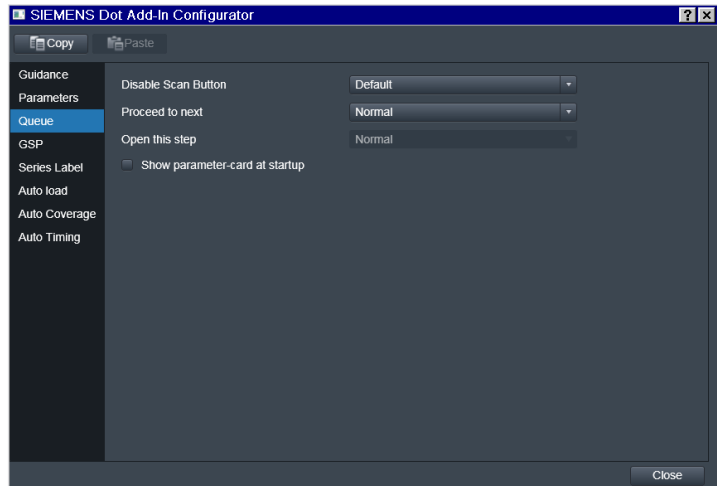 SIEMENS Dot Add-In Configurator
Copy Paste
Guidance
Parameters
Queue
GSP
Series Label
Auto load
Auto Coverage
Auto Timing
Disable Scan Button Default
Proceed to next Normal
Open this step Normal
Show parameter-card at startup
Close